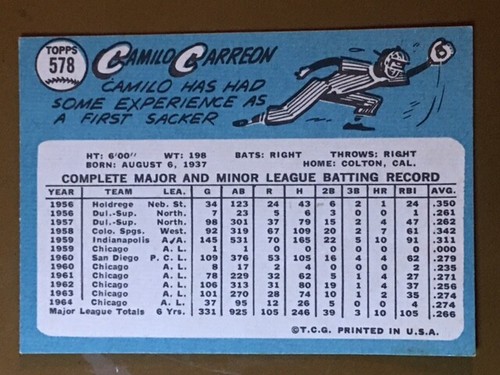 TOPPS
578
CAMILO CARREON
CAMILO HAS HAD
SOME EXPERIENCE AS
A FIRST SACKER
HT: 6'00" WT: 198 BATS: RIGHT THROWS: RIGHT
BORN: AUGUST 6, 1937 HOME: COLTON, CAL.
COMPLETE MAJOR AND MINOR LEAGUE BATTING RECORD
YEAR TEAM LEA. G AB R H 2B 3B HR RBI AVG.
1956 Holdrege Neb. St. 34 123 24 43 6 2 1 24 .350
1956 Dul.-Sup. North. 7 23 1 6 0 0 1 3 .261
1957 Dul.-Sup. North. 98 301 37 79 15 2 4 47 .262
1958 Colo. Spgs. West. 92 319 67 109 20 2 6 71 .342
1959 Indianapolis A.A. 145 531 70 165 22 5 10 91 .311
1959 Chicago A. L. 1 1 0 0 0 0 0 0 .000
1960 San Diego P. C. L. 109 376 53 105 16 4 6 62 .279
1960 Chicago A. L. 8 17 2 4 0 0 0 2 .235
1961 Chicago A. L. 78 229 32 62 5 1 4 27 .271
1962 Chicago A. L. 106 313 31 80 19 1 4 37 .256
1963 Chicago A. L. 101 270 28 74 10 1 2 35 .274
1964 Chicago A. L. 37 95 12 26 5 0 0 4 .274
Major League Totals 6 Yrs. 331 925 105 246 39 3 10 105 .266
©T.C.G. PRINTED IN U.S.A.